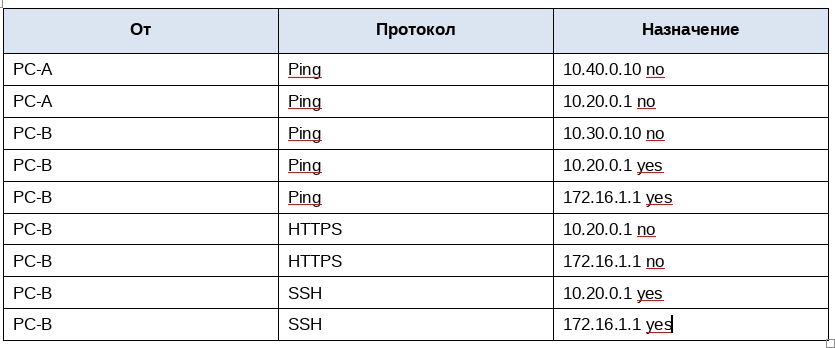 От Протокол Назначение
PC-A Ping 10.40.0.10 no
PC-A Ping 10.20.0.1 no
PC-B Ping 10.30.0.10 no
PC-B Ping 10.20.0.1 yes
PC-B Ping 172.16.1.1 yes
PC-B HTTPS 10.20.0.1 no
PC-B HTTPS 172.16.1.1 no
PC-B SSH 10.20.0.1 yes
PC-B SSH 172.16.1.1 yes